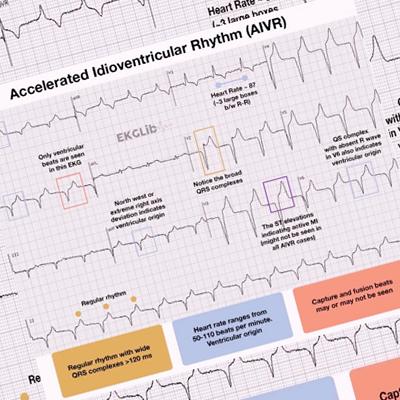 Heart Rate ~
(~3 large boxes
Accelerated Idioventricular Rhythm (AIVR)
Heart Rate ~ 87
(~3 large boxes
b/w R-R)
EKGLib
Only ventricular
beats are seen
in this EKG
QS complex
with absent R wave
in V6 also indicates
ventricular origin
Notice the broad
QRS complexes
North west or
extreme right axis
deviation indicates
ventricular origin
The ST elevations
indicating active MI
(might not be seen in
all AIVR cases)
III
II
Regular rhythm
Regular rhythm with wide
QRS complexes >120 ms
Heart rate ranges from
50-110 beats per minute.
Ventricular origin
Capture and fusion beats
may or may not be seen
Re